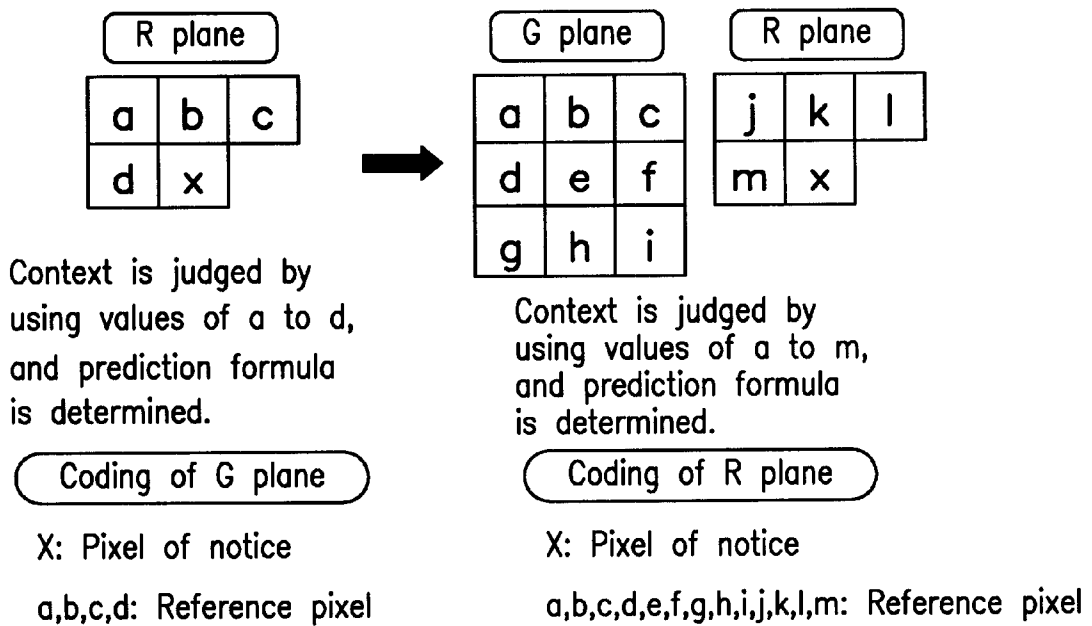 R plane
a b c
d x
Context is judged by
using values of a to d,
and prediction formula
is determined.
Coding of G plane
X: Pixel of notice
a,b,c,d: Reference pixel
G plane
a b c
d e f
g h i
R plane
j k l
m x
Context is judged by
using values of a to m,
and prediction formula
is determined.
Coding of R plane
X: Pixel of notice
a,b,c,d,e,f,g,h,i,j,k,l,m: Reference pixel